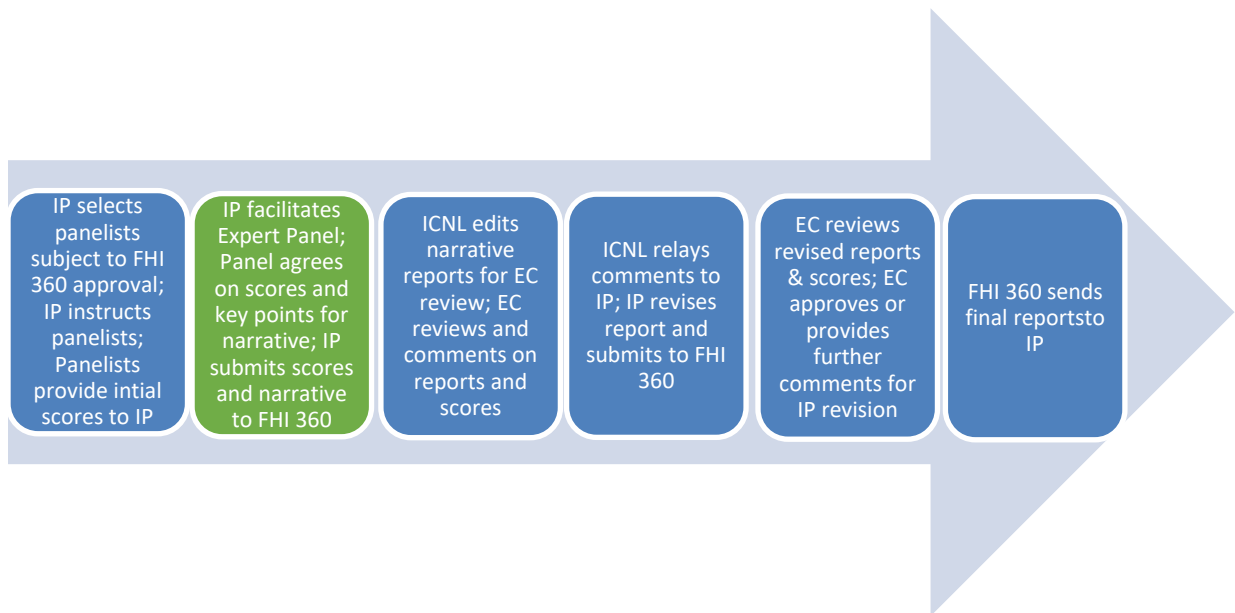 IP selects
panelists
subject to FHI
360 approval;
IP instructs
panelists;
Panelists
provide intial
scores to IP
IP facilitates
Expert Panel;
Panel agrees
on scores and
key points for
narrative; IP
submits scores
and narrative
to FHI 360
ICNL edits
narrative
reports for EC
review; EC
reviews and
comments on
reports and
scores
ICNL relays
comments to
IP; IP revises
report and
submits to FHI
360
EC reviews
revised reports
& scores; EC
approves or
provides
further
comments for
IP revision
FHI 360 sends
final reportsto
IP